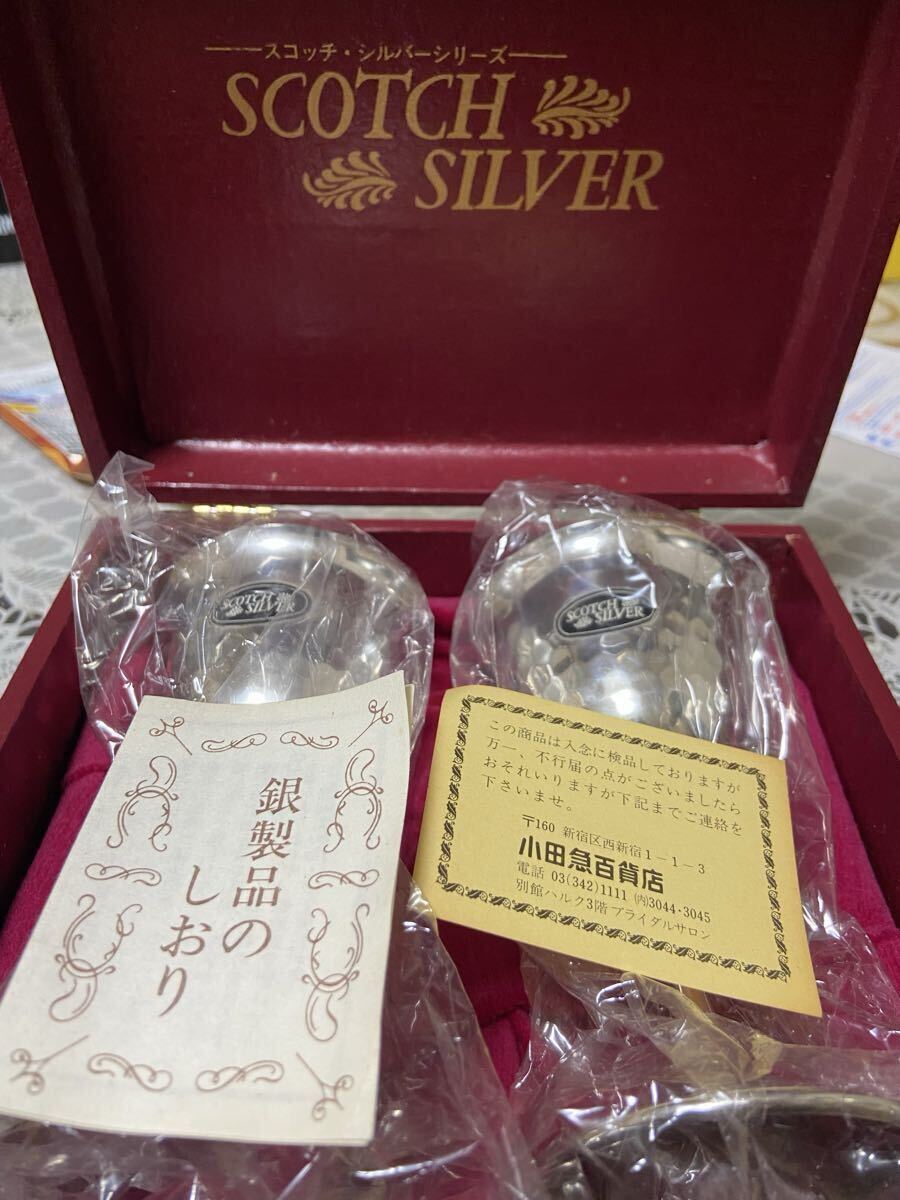 スコッチ・シルバーシリーズ
SCOTCH
SILVER
SCOTCH
SILVER
SCOTCH
SILVER
銀製品の
しおり
この商品は入念に検品しておりますが
万一、不行届の点がございましたら
おそれいりますが下記までご連絡を
下さいませ。
〒160 新宿区西新宿1-1-3
小田急百貨店
電話 03(342)1111 (内)3044・3045
別館ハルク3階ブライダルサロン